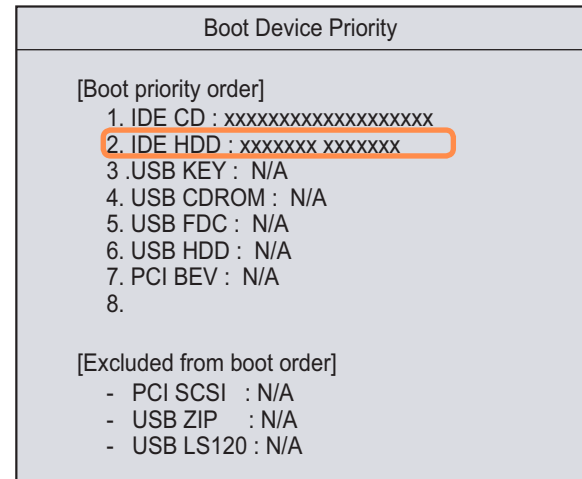 Boot Device Priority
[Boot priority order]
1. IDE CD : xxxxxxxxxxxxxxxxxxx
2. IDE HDD : xxxxxxx xxxxxxx
3 .USB KEY : N/A
4. USB CDROM : N/A
5. USB FDC : N/A
6. USB HDD : N/A
7. PCI BEV : N/A
8.
[Excluded from boot order]
- PCI SCSI : N/A
- USB ZIP : N/A
- USB LS120 : N/A